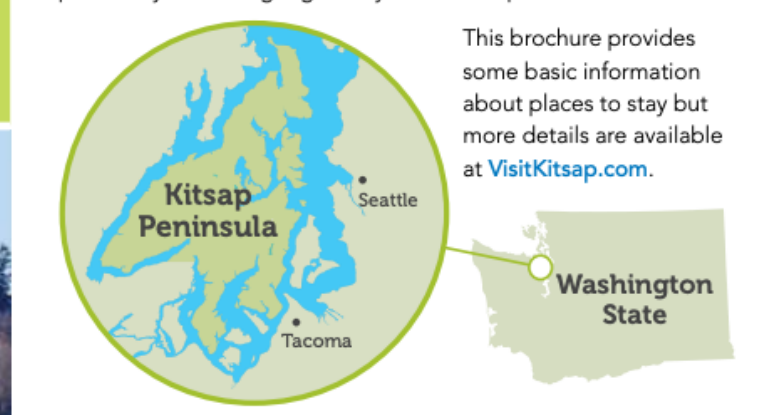 This brochure provides
some basic information
about places to stay but
more details are available
at VisitKitsap.com.
Kitsap
Peninsula
Seattle
Tacoma
Washington
State